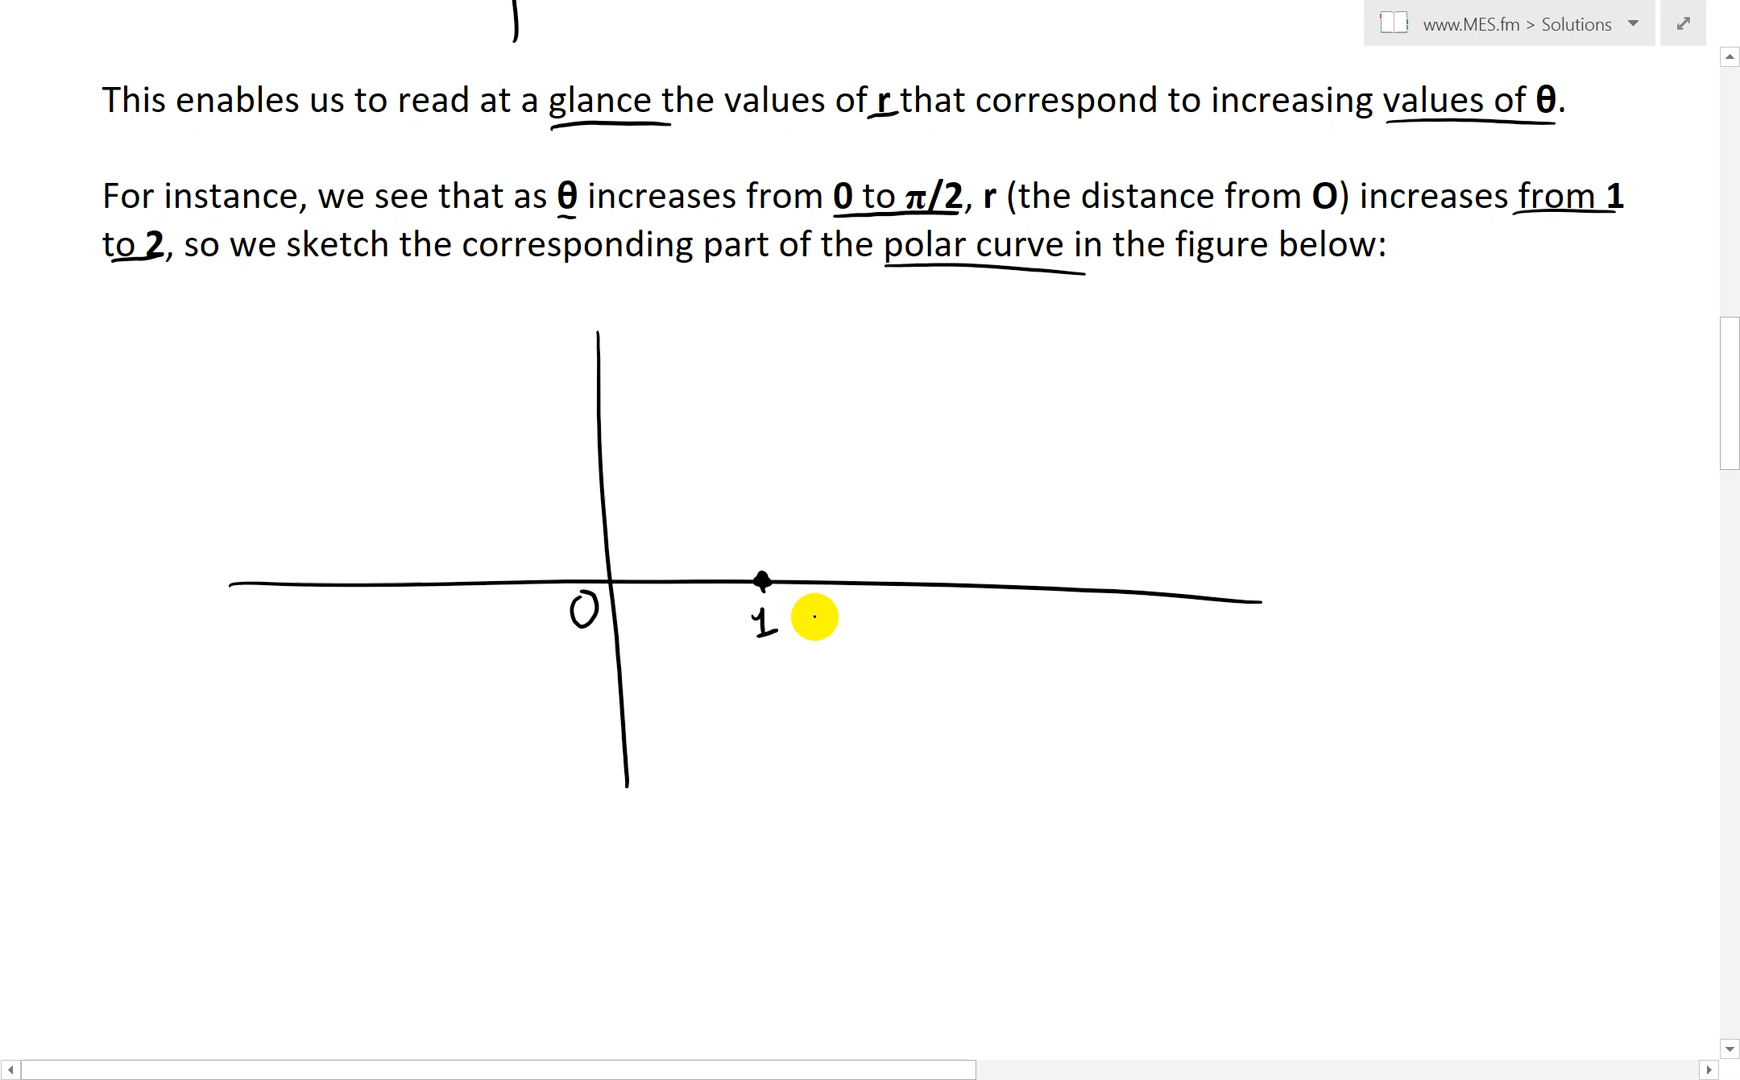 www.MES.fm > Solutions
This enables us to read at a glance the values of r that correspond to increasing values of θ.
For instance, we see that as θ increases from 0 to π/2, r (the distance from O) increases from 1
to 2, so we sketch the corresponding part of the polar curve in the figure below:
O
1